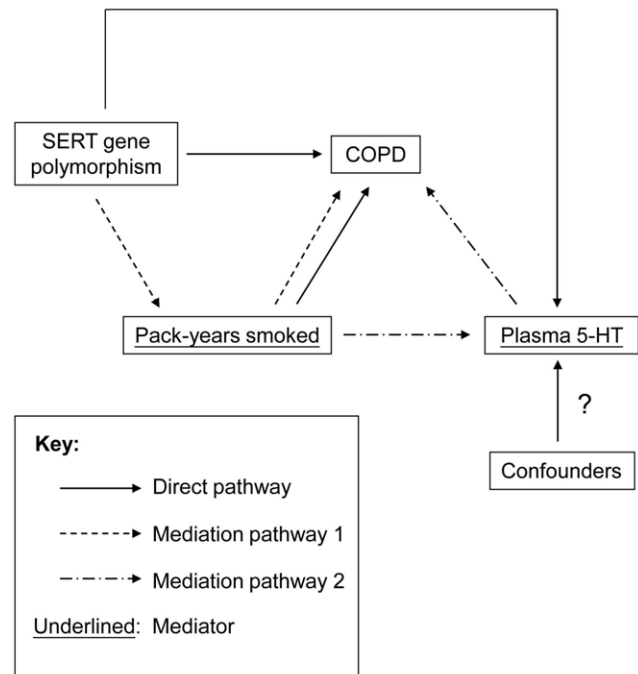 SERT gene
polymorphism
COPD
Pack-years smoked
Plasma 5-HT
?
Confounders
Key:
Direct pathway
Mediation pathway 1
Mediation pathway 2
Underlined: Mediator